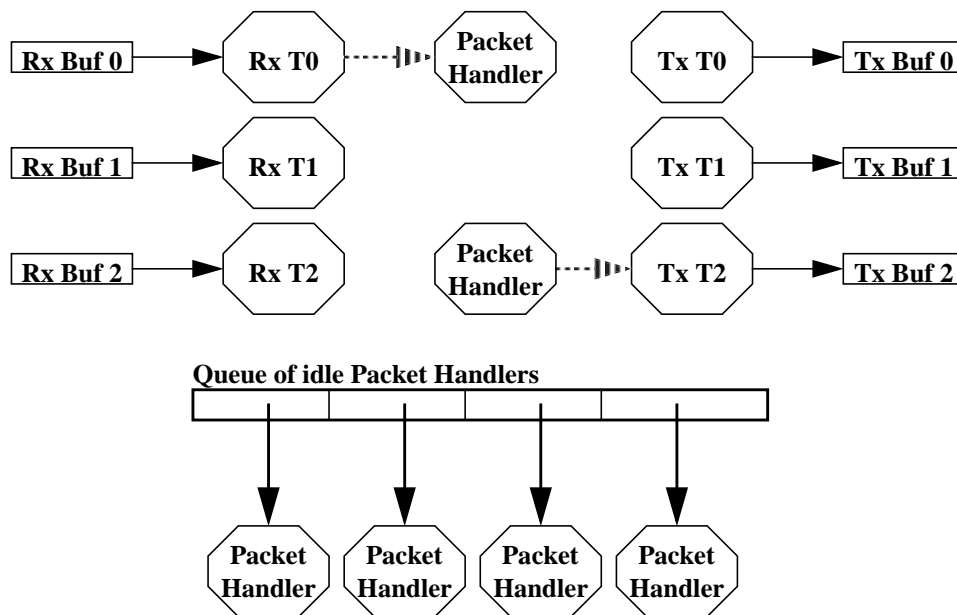 Rx Buf 0
Rx T0
Packet
Handler
Tx T0
Tx Buf 0
Rx Buf 1
Rx T1
Tx T1
Tx Buf 1
Rx Buf 2
Rx T2
Packet
Handler
Tx T2
Tx Buf 2
Queue of idle Packet Handlers
Packet
Handler
Packet
Handler
Packet
Handler
Packet
Handler